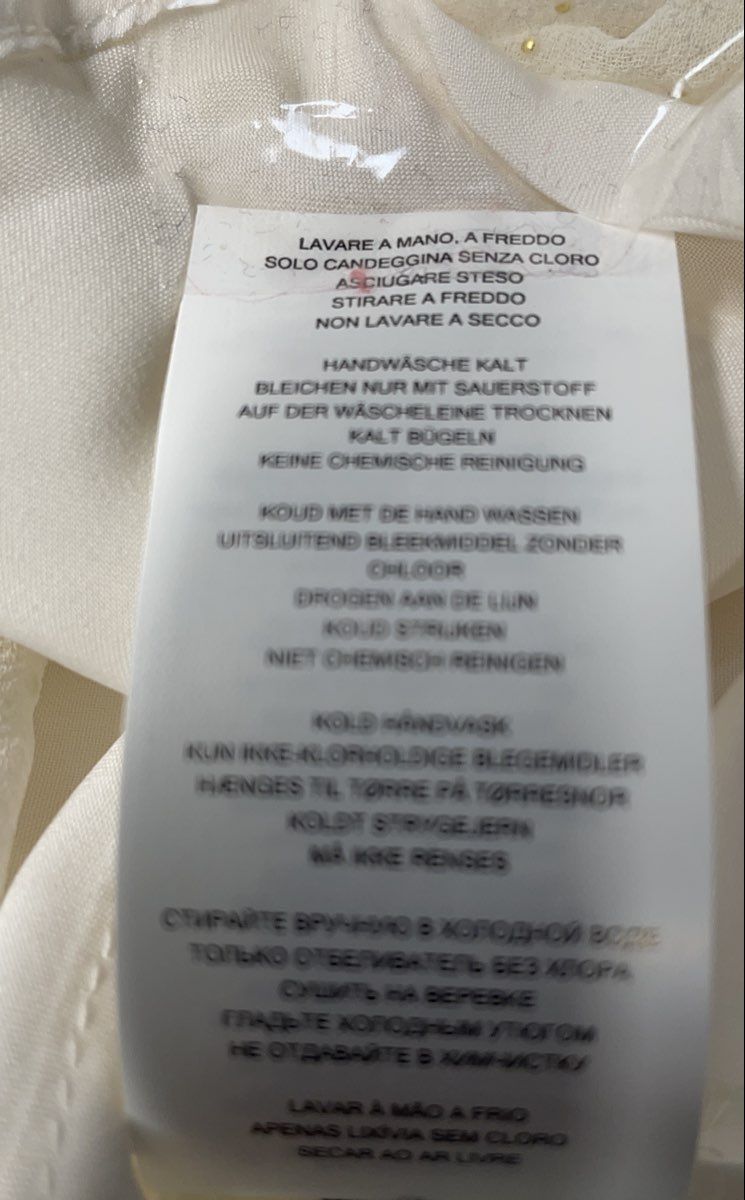 LAVARE A MANO, A FREDDO
SOLO CANDEGGINA SENZA CLORO
ASCIUGARE STESO
STIRARE A FREDDO
NON LAVARE A SECCO
HANDWÄSCHE KALT
BLEICHEN NUR MIT SAUERSTOFF
AUF DER WÄSCHELEINE TROCKNEN
KALT BÜGELN
KEINE CHEMISCHE REINIGUNG
KOUD MET DE HAND WASSEN
UITSLUITEND BLEEKMIDDEL ZONDER
CHLOOR
DROGEN AAN DE LIJN
KOUD STRIJKEN
NIET CHEMISCH REINIGEN
KOLD HÅNDVASK
KUN IKKE-KLORHOLDIGE BLEGEMIDLER
HÆNGES TIL TØRRE PÅ TØRRESNOR
KOLDT STRYGEJERN
MÅ IKKE RENSES
СТИРАЙТЕ ВРУЧНУЮ В ХОЛОДНОЙ ВОДЕ
ТОЛЬКО ОТБЕЛИВАТЕЛЬ БЕЗ ХЛОРА
СУШИТЬ НА ВЕРЕВКЕ
ГЛАДЬТЕ ХОЛОДНЫМ УТЮГОМ
НЕ ОТДАВАЙТЕ В ХИМЧИСТКУ
LAVAR À MÃO A FRIO
APENAS LIXÍVIA SEM CLORO
SECAR AO AR LIVRE